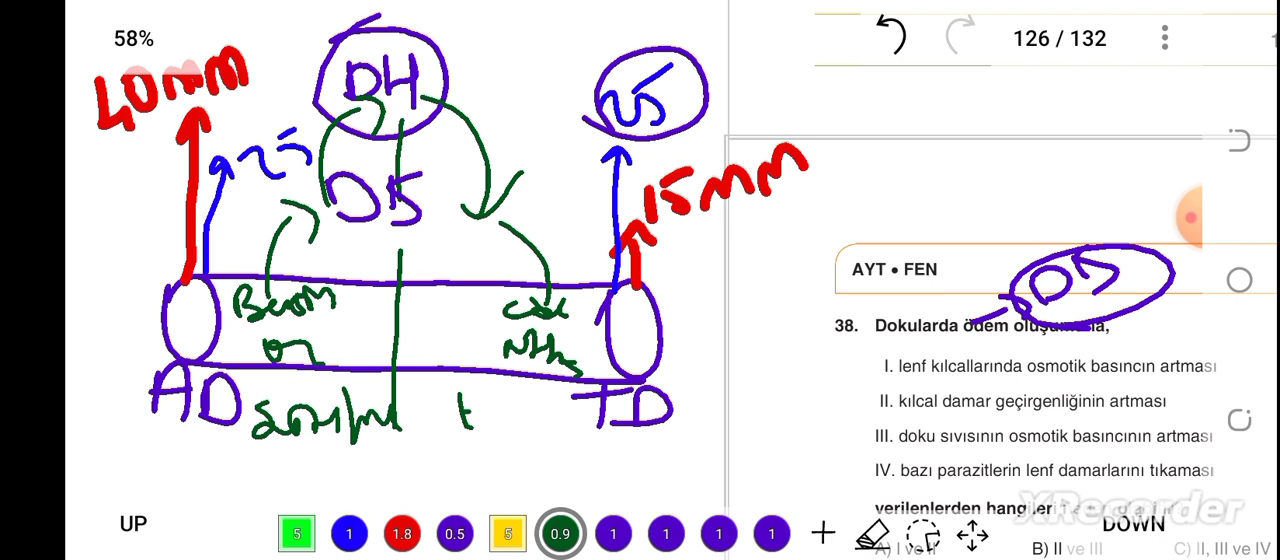 58%
126 / 132
DH
40mm
25
25
15mm
AYT • FEN
38. Dokularda ödem oluşumunda,
I. lenf kılcallarında osmotik basıncın artması
II. kılcal damar geçirgenliğinin artması
III. doku sıvısının osmotik basıncının artması
IV. bazı parazitlerin lenf damarlarını tıkaması
verilenlerden hangileri
A) I ve II
B) II ve III
C) II, III ve IV
AD
TD
UP
5
1
1.8
0.5
5
0.9
1
1
1
1
XRecorder
DOWN